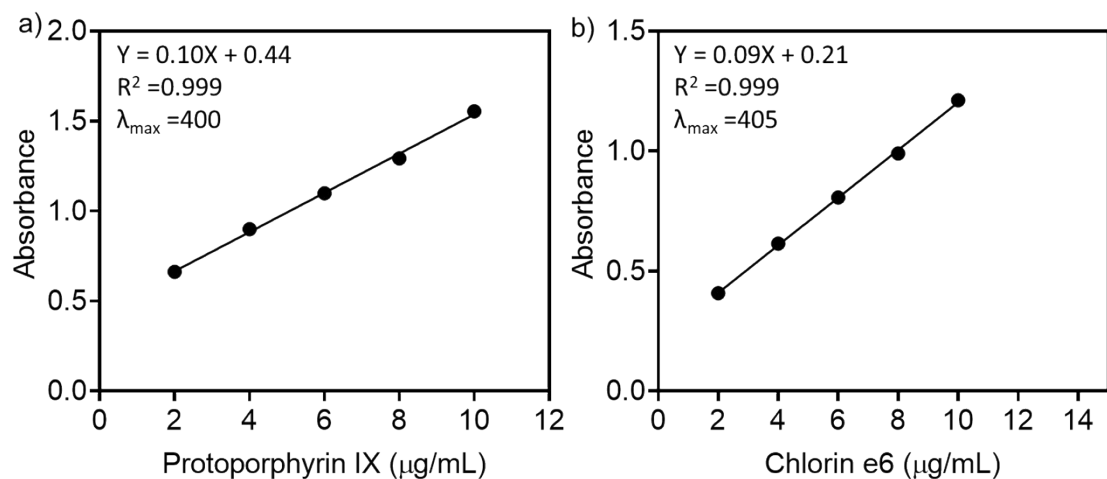 a)
Y = 0.10X + 0.44
R² =0.999
λmax =400
2.0
1.5
1.0
0.5
0.0
Absorbance
0 2 4 6 8 10 12
Protoporphyrin IX (μg/mL)
b)
Y = 0.09X + 0.21
R² =0.999
λmax =405
1.5
1.0
0.5
0.0
Absorbance
0 2 4 6 8 10 12 14
Chlorin e6 (μg/mL)